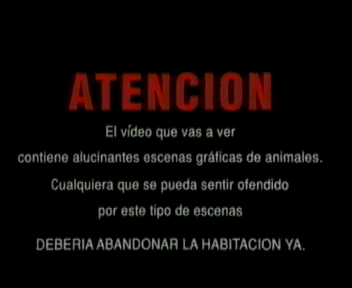 ATENCION
El vídeo que vas a ver
contiene alucinantes escenas gráficas de animales.
Cualquiera que se pueda sentir ofendido
por este tipo de escenas
DEBERIA ABANDONAR LA HABITACION YA.